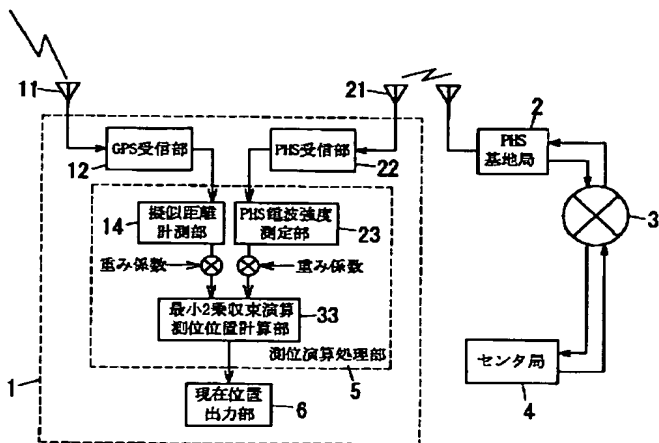 11
21
2
GPS受信部
12
PHS受信部
22
PHS
基地局
3
擬似距離
計測部
14
PHS電波強度
測定部
23
重み係数
重み係数
最小2乗収束演算
測位位置計算部
33
測位演算処理部
5
1
現在位置
出力部
6
センタ局
4